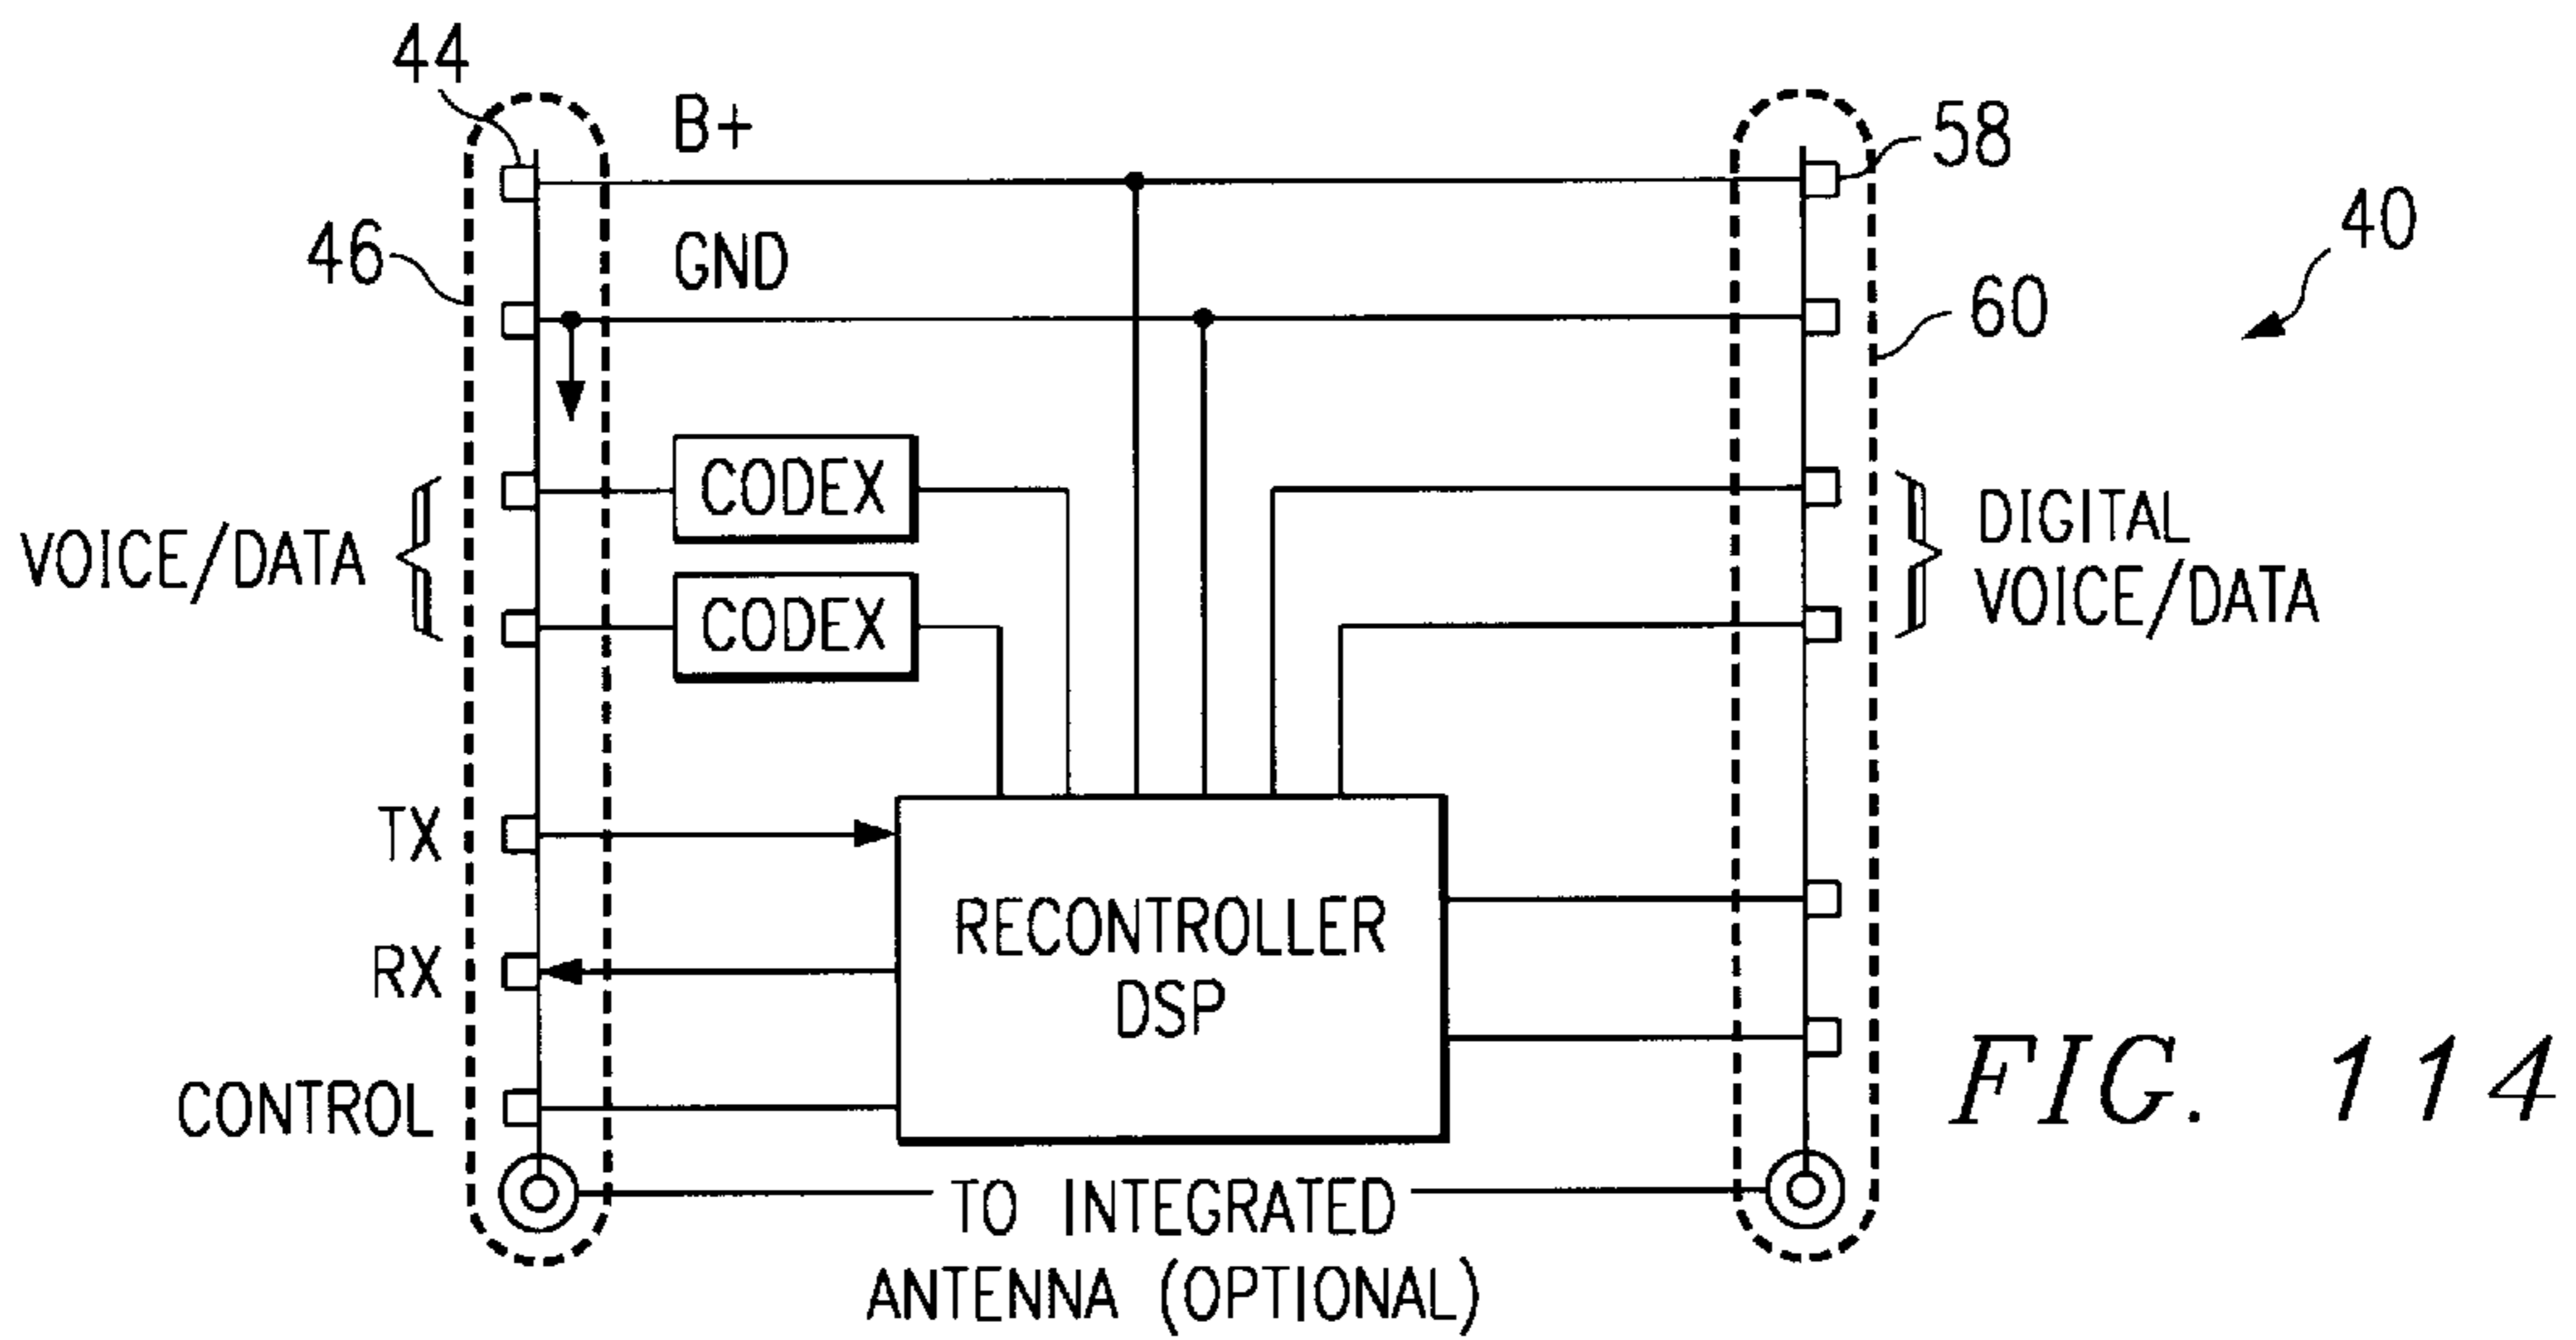 44
B+
58
46
GND
40
60
CODEX
VOICE/DATA
DIGITAL
VOICE/DATA
CODEX
TX
RECONTROLLER
DSP
RX
CONTROL
FIG. 114
TO INTEGRATED
ANTENNA (OPTIONAL)